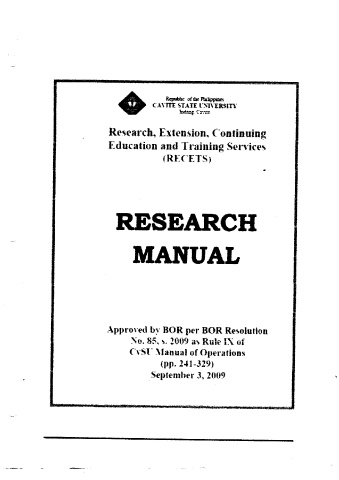 Republic of the Philippines
CAVITE STATE UNIVERSITY
Indang, Cavite
Research, Extension, Continuing
Education and Training Services
(RECETS)
RESEARCH
MANUAL
Approved by BOR per BOR Resolution
No. 85, s. 2009 as Rule IX of
CvSU Manual of Operations
(pp. 241-329)
September 3, 2009